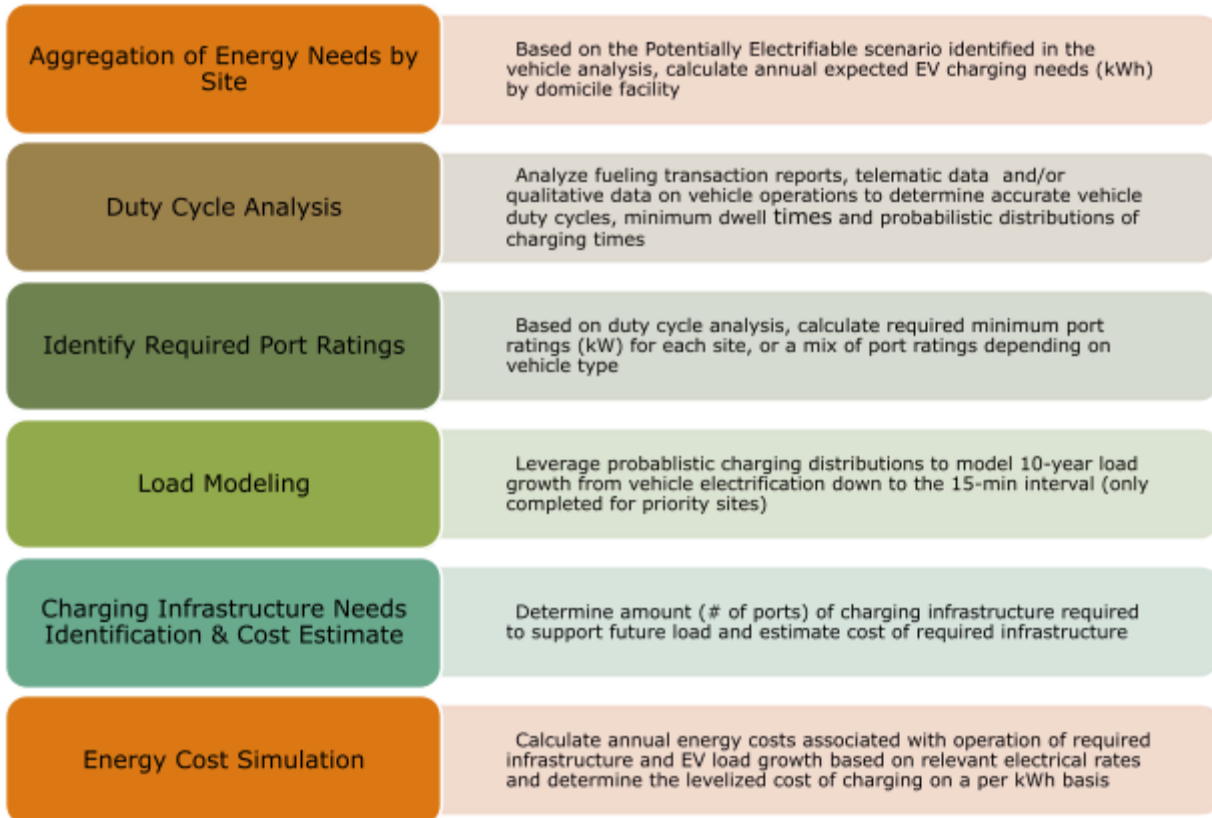 Aggregation of Energy Needs by
Site
Based on the Potentially Electrifiable scenario identified in the
vehicle analysis, calculate annual expected EV charging needs (kWh)
by domicile facility
Duty Cycle Analysis
Analyze fueling transaction reports, telematic data and/or
qualitative data on vehicle operations to determine accurate vehicle
duty cycles, minimum dwell times and probabilistic distributions of
charging times
Identify Required Port Ratings
Based on duty cycle analysis, calculate required minimum port
ratings (kW) for each site, or a mix of port ratings depending on
vehicle type
Load Modeling
Leverage probablistic charging distributions to model 10-year load
growth from vehicle electrification down to the 15-min interval (only
completed for priority sites)
Charging Infrastructure Needs
Identification & Cost Estimate
Determine amount (# of ports) of charging infrastructure required
to support future load and estimate cost of required infrastructure
Energy Cost Simulation
Calculate annual energy costs associated with operation of required
infrastructure and EV load growth based on relevant electrical rates
and determine the levelized cost of charging on a per kWh basis